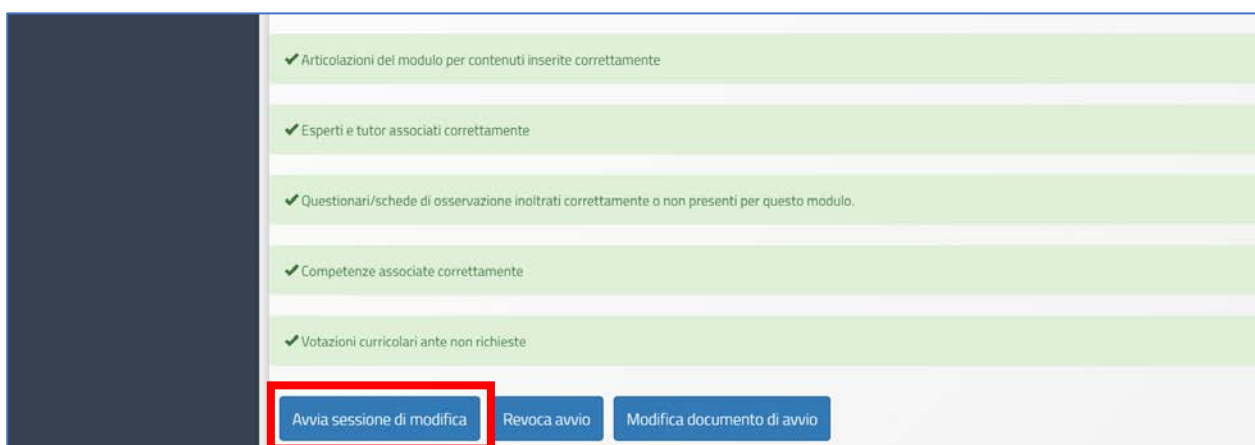 Articolazioni del modulo per contenuti inserite correttamente
Esperti e tutor associati correttamente
Questionari/schede di osservazione inoltrati correttamente o non presenti per questo modulo.
Competenze associate correttamente
Votazioni curricolari ante non richieste
Avvia sessione di modifica Revoca avvio Modifica documento di avvio